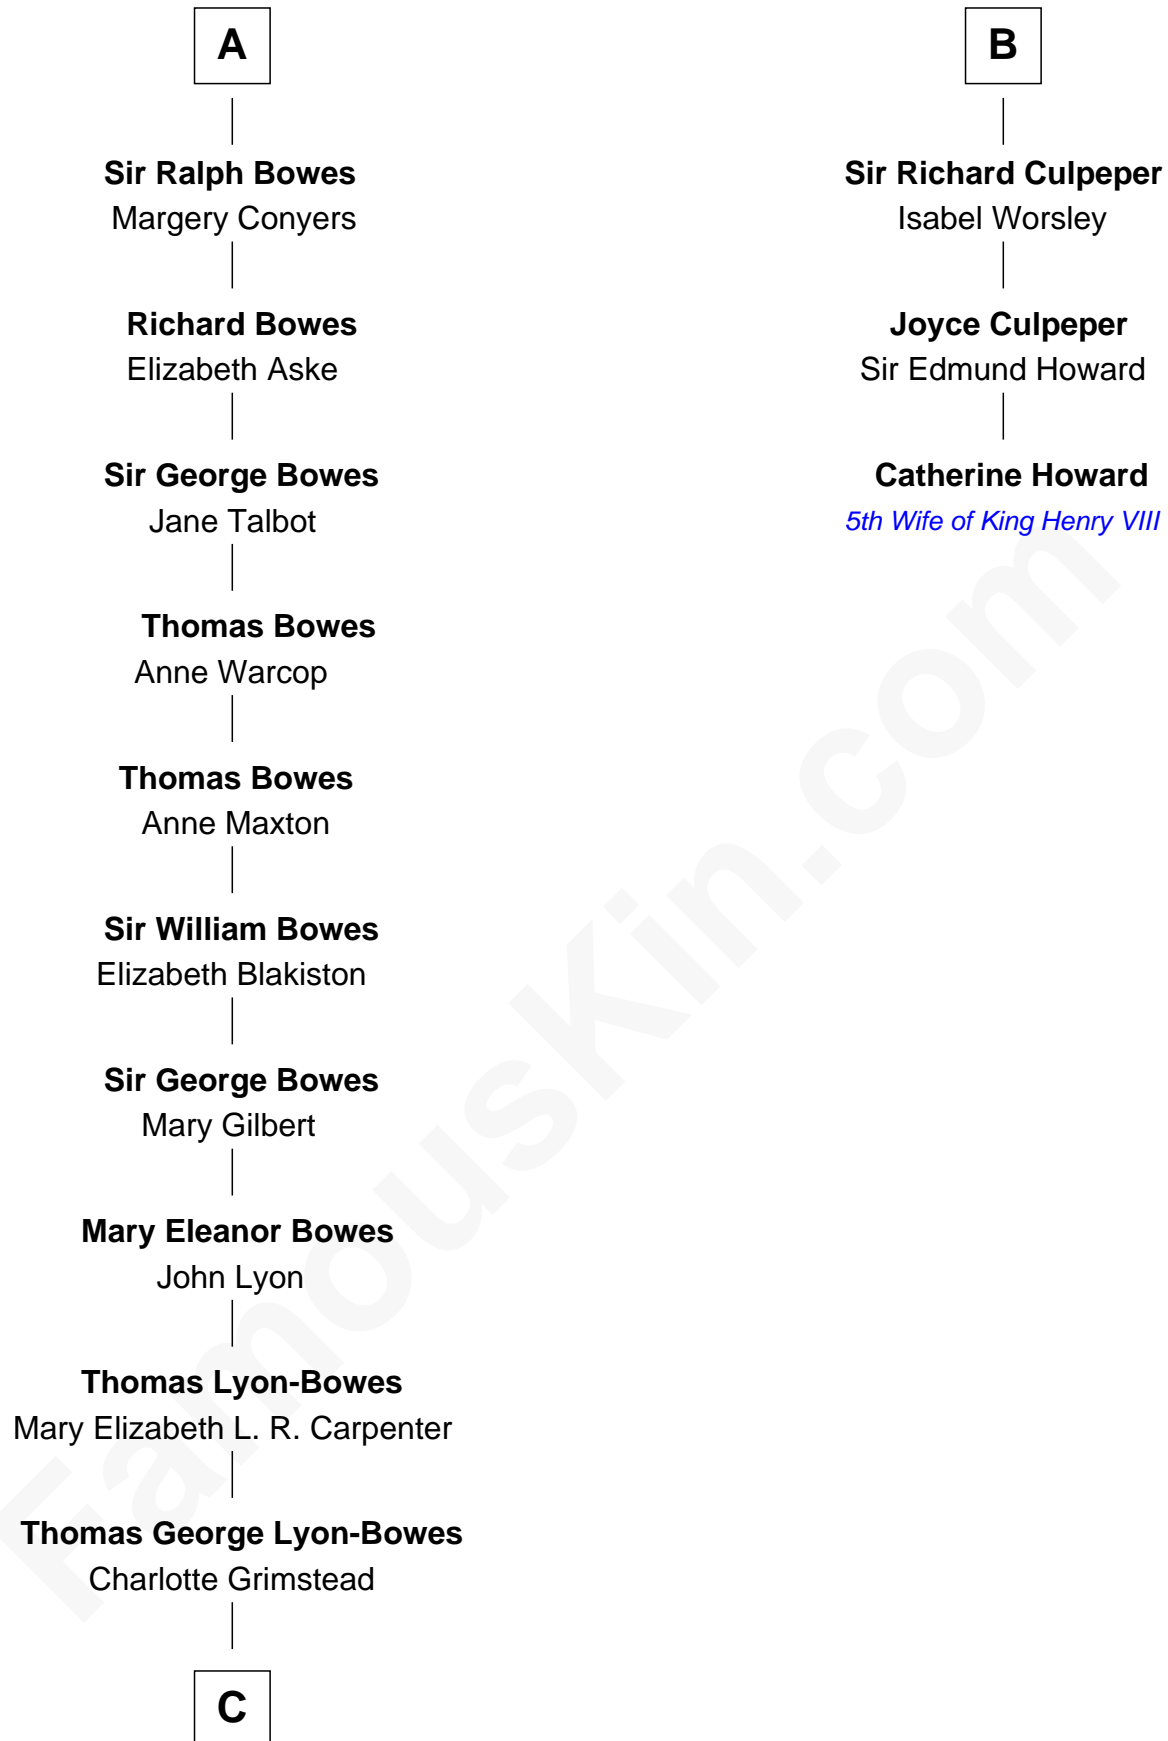 A
Sir Ralph Bowes
Margery Conyers
Richard Bowes
Elizabeth Aske
Sir George Bowes
Jane Talbot
Thomas Bowes
Anne Warcop
Thomas Bowes
Anne Maxton
Sir William Bowes
Elizabeth Blakiston
Sir George Bowes
Mary Gilbert
Mary Eleanor Bowes
John Lyon
Thomas Lyon-Bowes
Mary Elizabeth L. R. Carpenter
Thomas George Lyon-Bowes
Charlotte Grimstead
C
B
Sir Richard Culpeper
Isabel Worsley
Joyce Culpeper
Sir Edmund Howard
Catherine Howard
5th Wife of King Henry VIII
FamousKin.com